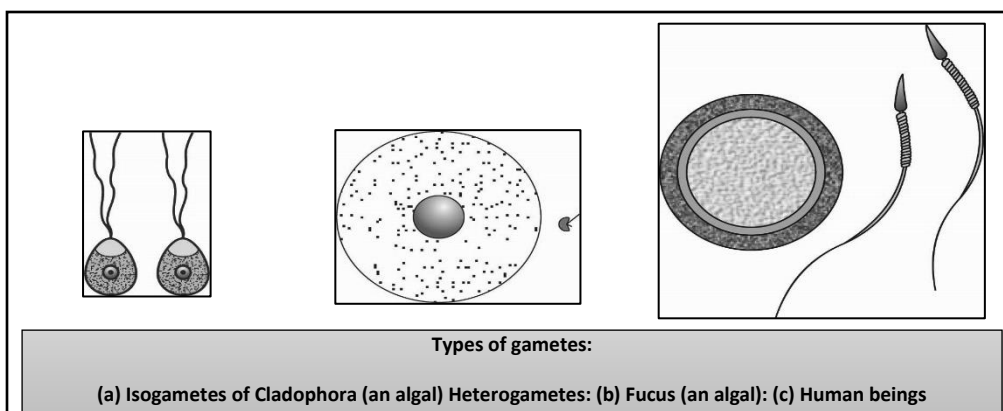 Types of gametes:
(a) Isogametes of Cladophora (an algal) Heterogametes: (b) Fucus (an algal): (c) Human beings